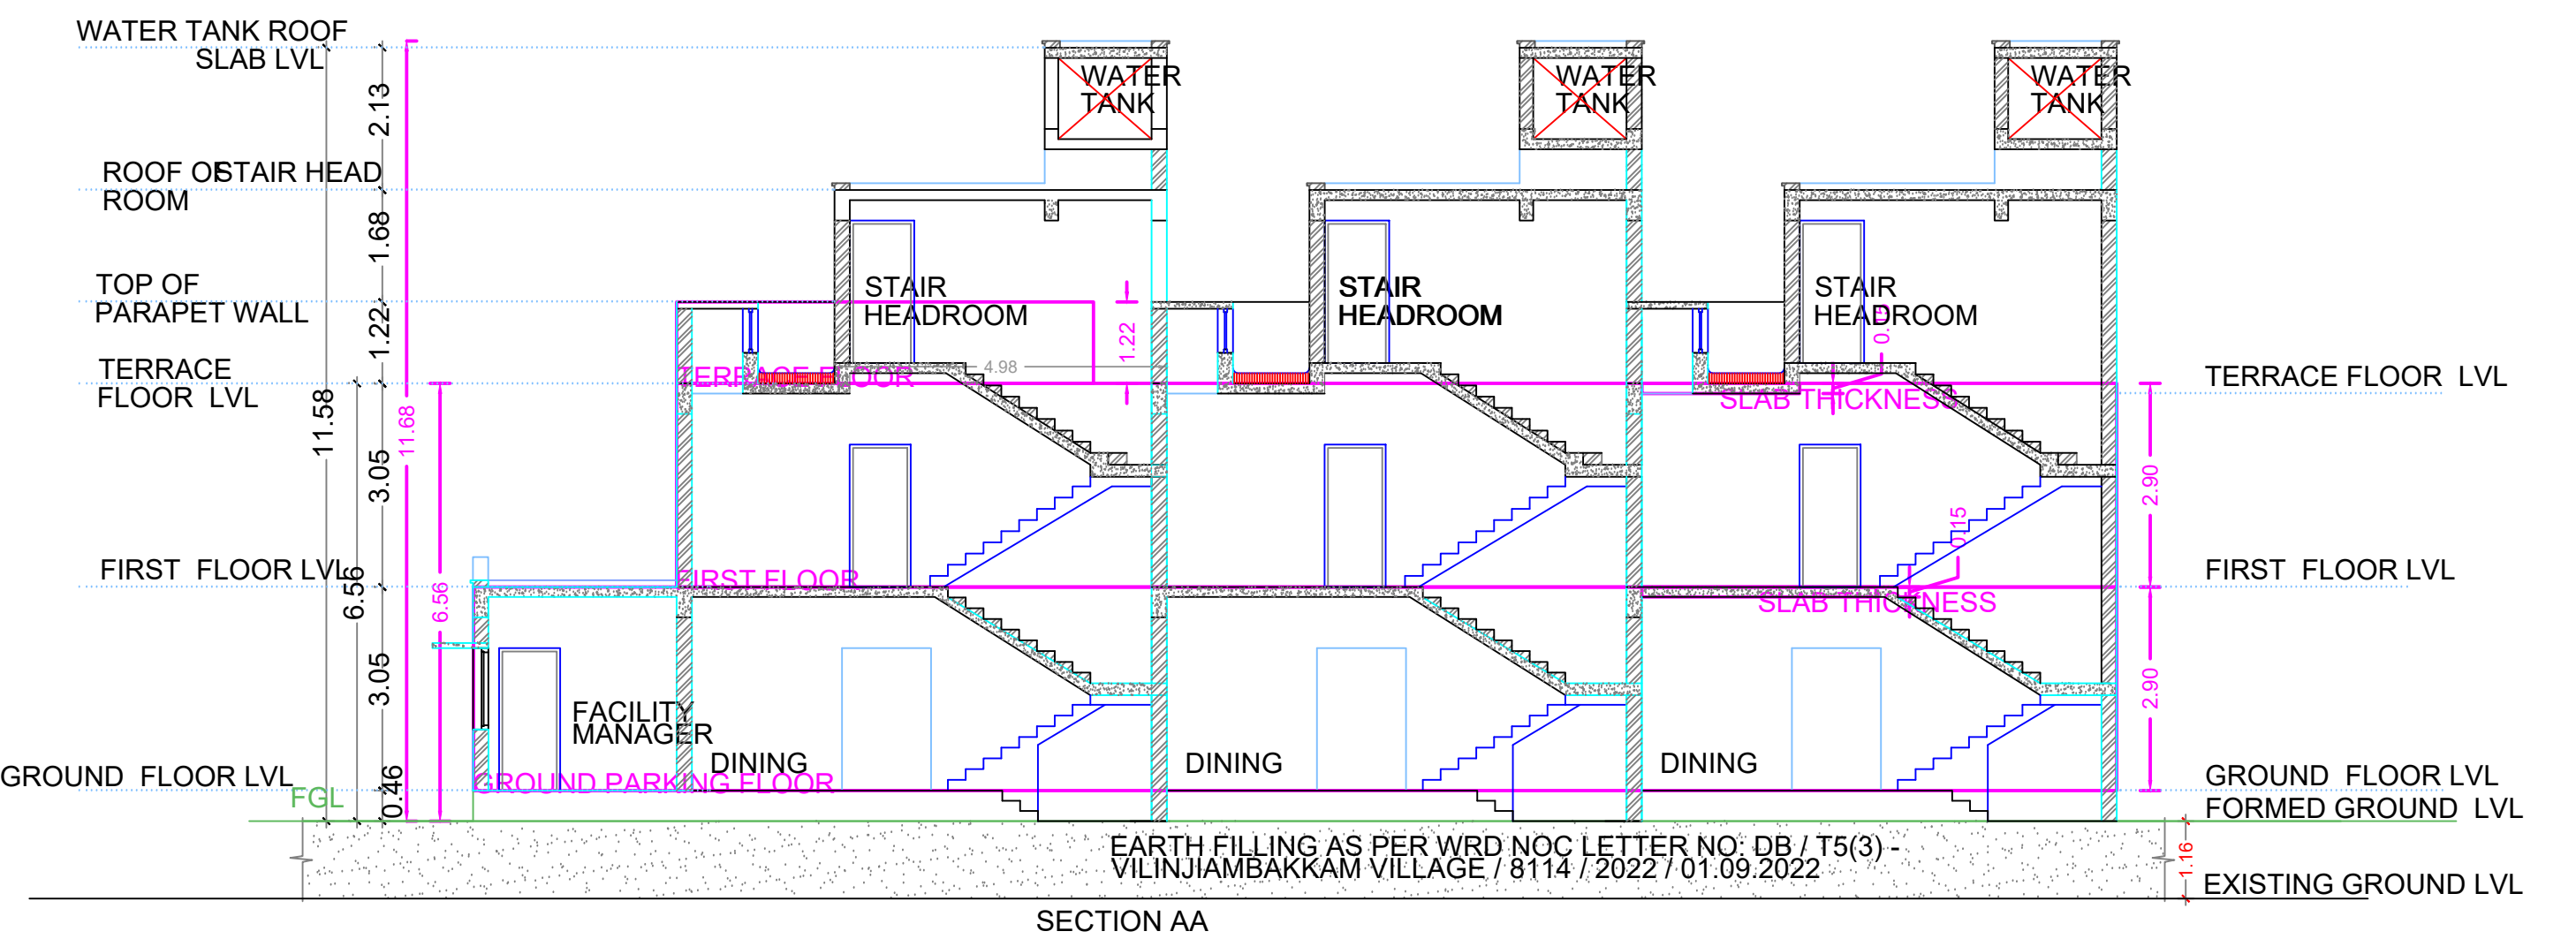 WATER TANK ROOF
SLAB LVL
WATER
TANK
WATER
TANK
WATER
TANK
2.13
ROOF OF STAIR HEAD
ROOM
1.68
TOP OF
PARAPET WALL
STAIR
HEADROOM
STAIR
HEADROOM
STAIR
HEADROOM
1.22
1.22
0.15
TERRACE
FLOOR LVL
TERRACE FLOOR
4.98
SLAB THICKNESS
TERRACE FLOOR LVL
11.58
11.68
3.05
2.90
0.15
FIRST FLOOR LVL
FIRST FLOOR
SLAB THICKNESS
FIRST FLOOR LVL
6.56
6.56
3.05
2.90
FACILITY
MANAGER
DINING
DINING
DINING
GROUND FLOOR LVL
GROUND PARKING FLOOR
GROUND FLOOR LVL
0.46
FGL
FORMED GROUND LVL
EARTH FILLING AS PER WRD NOC LETTER NO: DB / T5(3) -
VILINJIAMBAKKAM VILLAGE / 8114 / 2022 / 01.09.2022
1.16
EXISTING GROUND LVL
SECTION AA